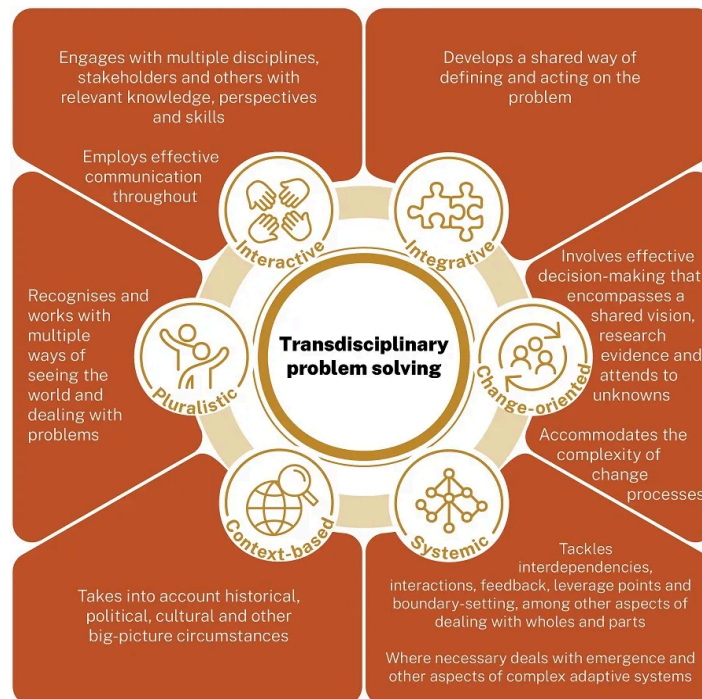 Engages with multiple disciplines,
stakeholders and others with
relevant knowledge, perspectives
and skills
Employs effective
communication
throughout
Interactive
Develops a shared way of
defining and acting on the
problem
Integrative
Involves effective
decision-making that
encompasses a
shared vision,
research
evidence and
attends to
unknowns
Accommodates the
complexity of
change
processes
Change-oriented
Transdisciplinary
problem solving
Recognises and
works with
multiple
ways of
seeing the
world and
dealing with
problems
Pluralistic
Context-based
Takes into account historical,
political, cultural and other
big-picture circumstances
Systemic
Tackles
interdependencies,
interactions, feedback, leverage points and
boundary-setting, among other aspects of
dealing with wholes and parts
Where necessary deals with emergence and
other aspects of complex adaptive systems